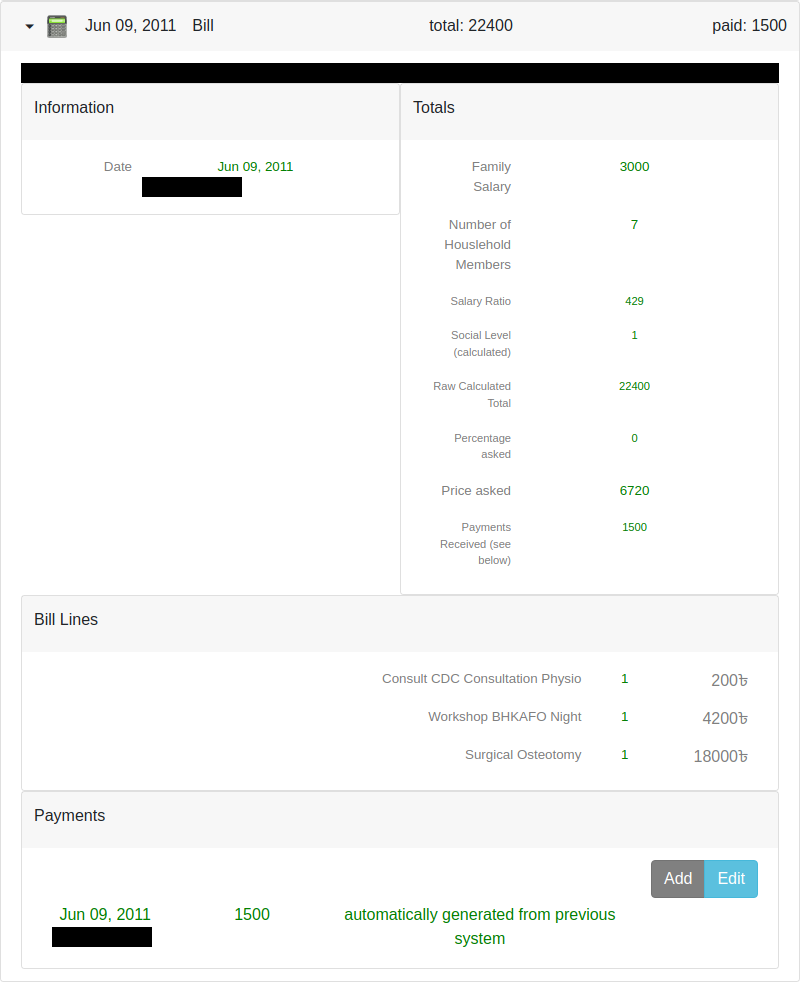 Jun 09, 2011 Bill total: 22400 paid: 1500
Information
Date Jun 09, 2011
Totals
Family 3000
Salary
Number of 7
Houslehold
Members
Salary Ratio 429
Social Level 1
(calculated)
Raw Calculated 22400
Total
Percentage 0
asked
Price asked 6720
Payments 1500
Received (see
below)
Bill Lines
Consult CDC Consultation Physio 1 200৳
Workshop BHKAFO Night 1 4200৳
Surgical Osteotomy 1 18000৳
Payments
Add Edit
Jun 09, 2011 1500 automatically generated from previous
system